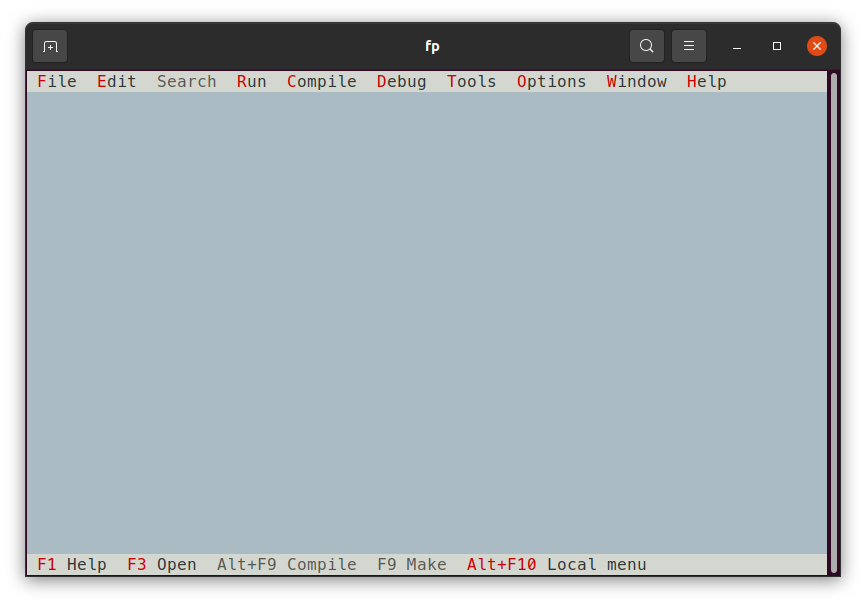 fp
File Edit Search Run Compile Debug Tools Options Window Help
F1 Help F3 Open Alt+F9 Compile F9 Make Alt+F10 Local menu